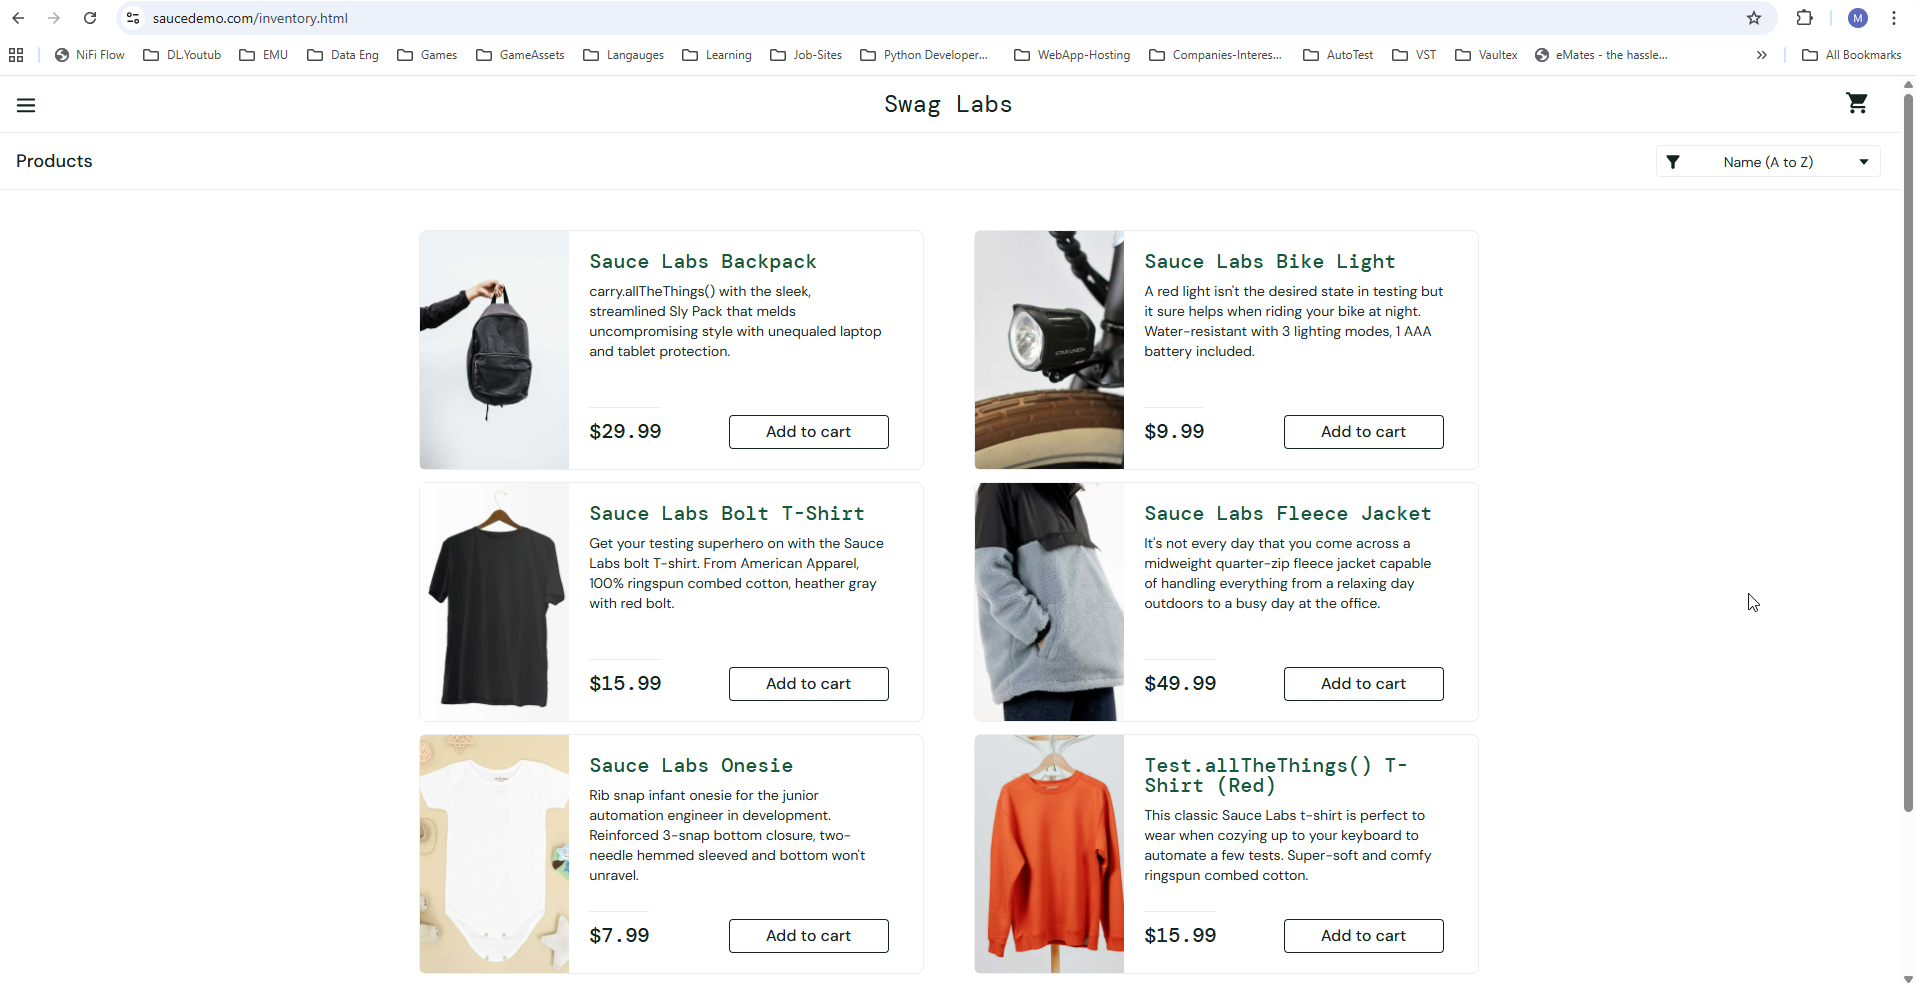 saucedemo.com/inventory.html
M
NiFi Flow
DL.Youtub
EMU
Data Eng
Games
GameAssets
Langauges
Learning
Job-Sites
Python Developer...
WebApp-Hosting
Companies-Interes...
AutoTest
VST
Vaultex
eMates - the hassle...
All Bookmarks
Swag Labs
Products
Name (A to Z)
Sauce Labs Backpack
carry.allTheThings() with the sleek,
streamlined Sly Pack that melds
uncompromising style with unequaled laptop
and tablet protection.
$29.99
Add to cart
STAR UNION
Sauce Labs Bike Light
A red light isn't the desired state in testing but
it sure helps when riding your bike at night.
Water-resistant with 3 lighting modes, 1 AAA
battery included.
$9.99
Add to cart
Sauce Labs Bolt T-Shirt
Get your testing superhero on with the Sauce
Labs bolt T-shirt. From American Apparel,
100% ringspun combed cotton, heather gray
with red bolt.
$15.99
Add to cart
Sauce Labs Fleece Jacket
It's not every day that you come across a
midweight quarter-zip fleece jacket capable
of handling everything from a relaxing day
outdoors to a busy day at the office.
$49.99
Add to cart
Sauce Labs Onesie
Rib snap infant onesie for the junior
automation engineer in development.
Reinforced 3-snap bottom closure, two-
needle hemmed sleeved and bottom won't
unravel.
$7.99
Add to cart
Test.allTheThings() T-
Shirt (Red)
This classic Sauce Labs t-shirt is perfect to
wear when cozying up to your keyboard to
automate a few tests. Super-soft and comfy
ringspun combed cotton.
$15.99
Add to cart